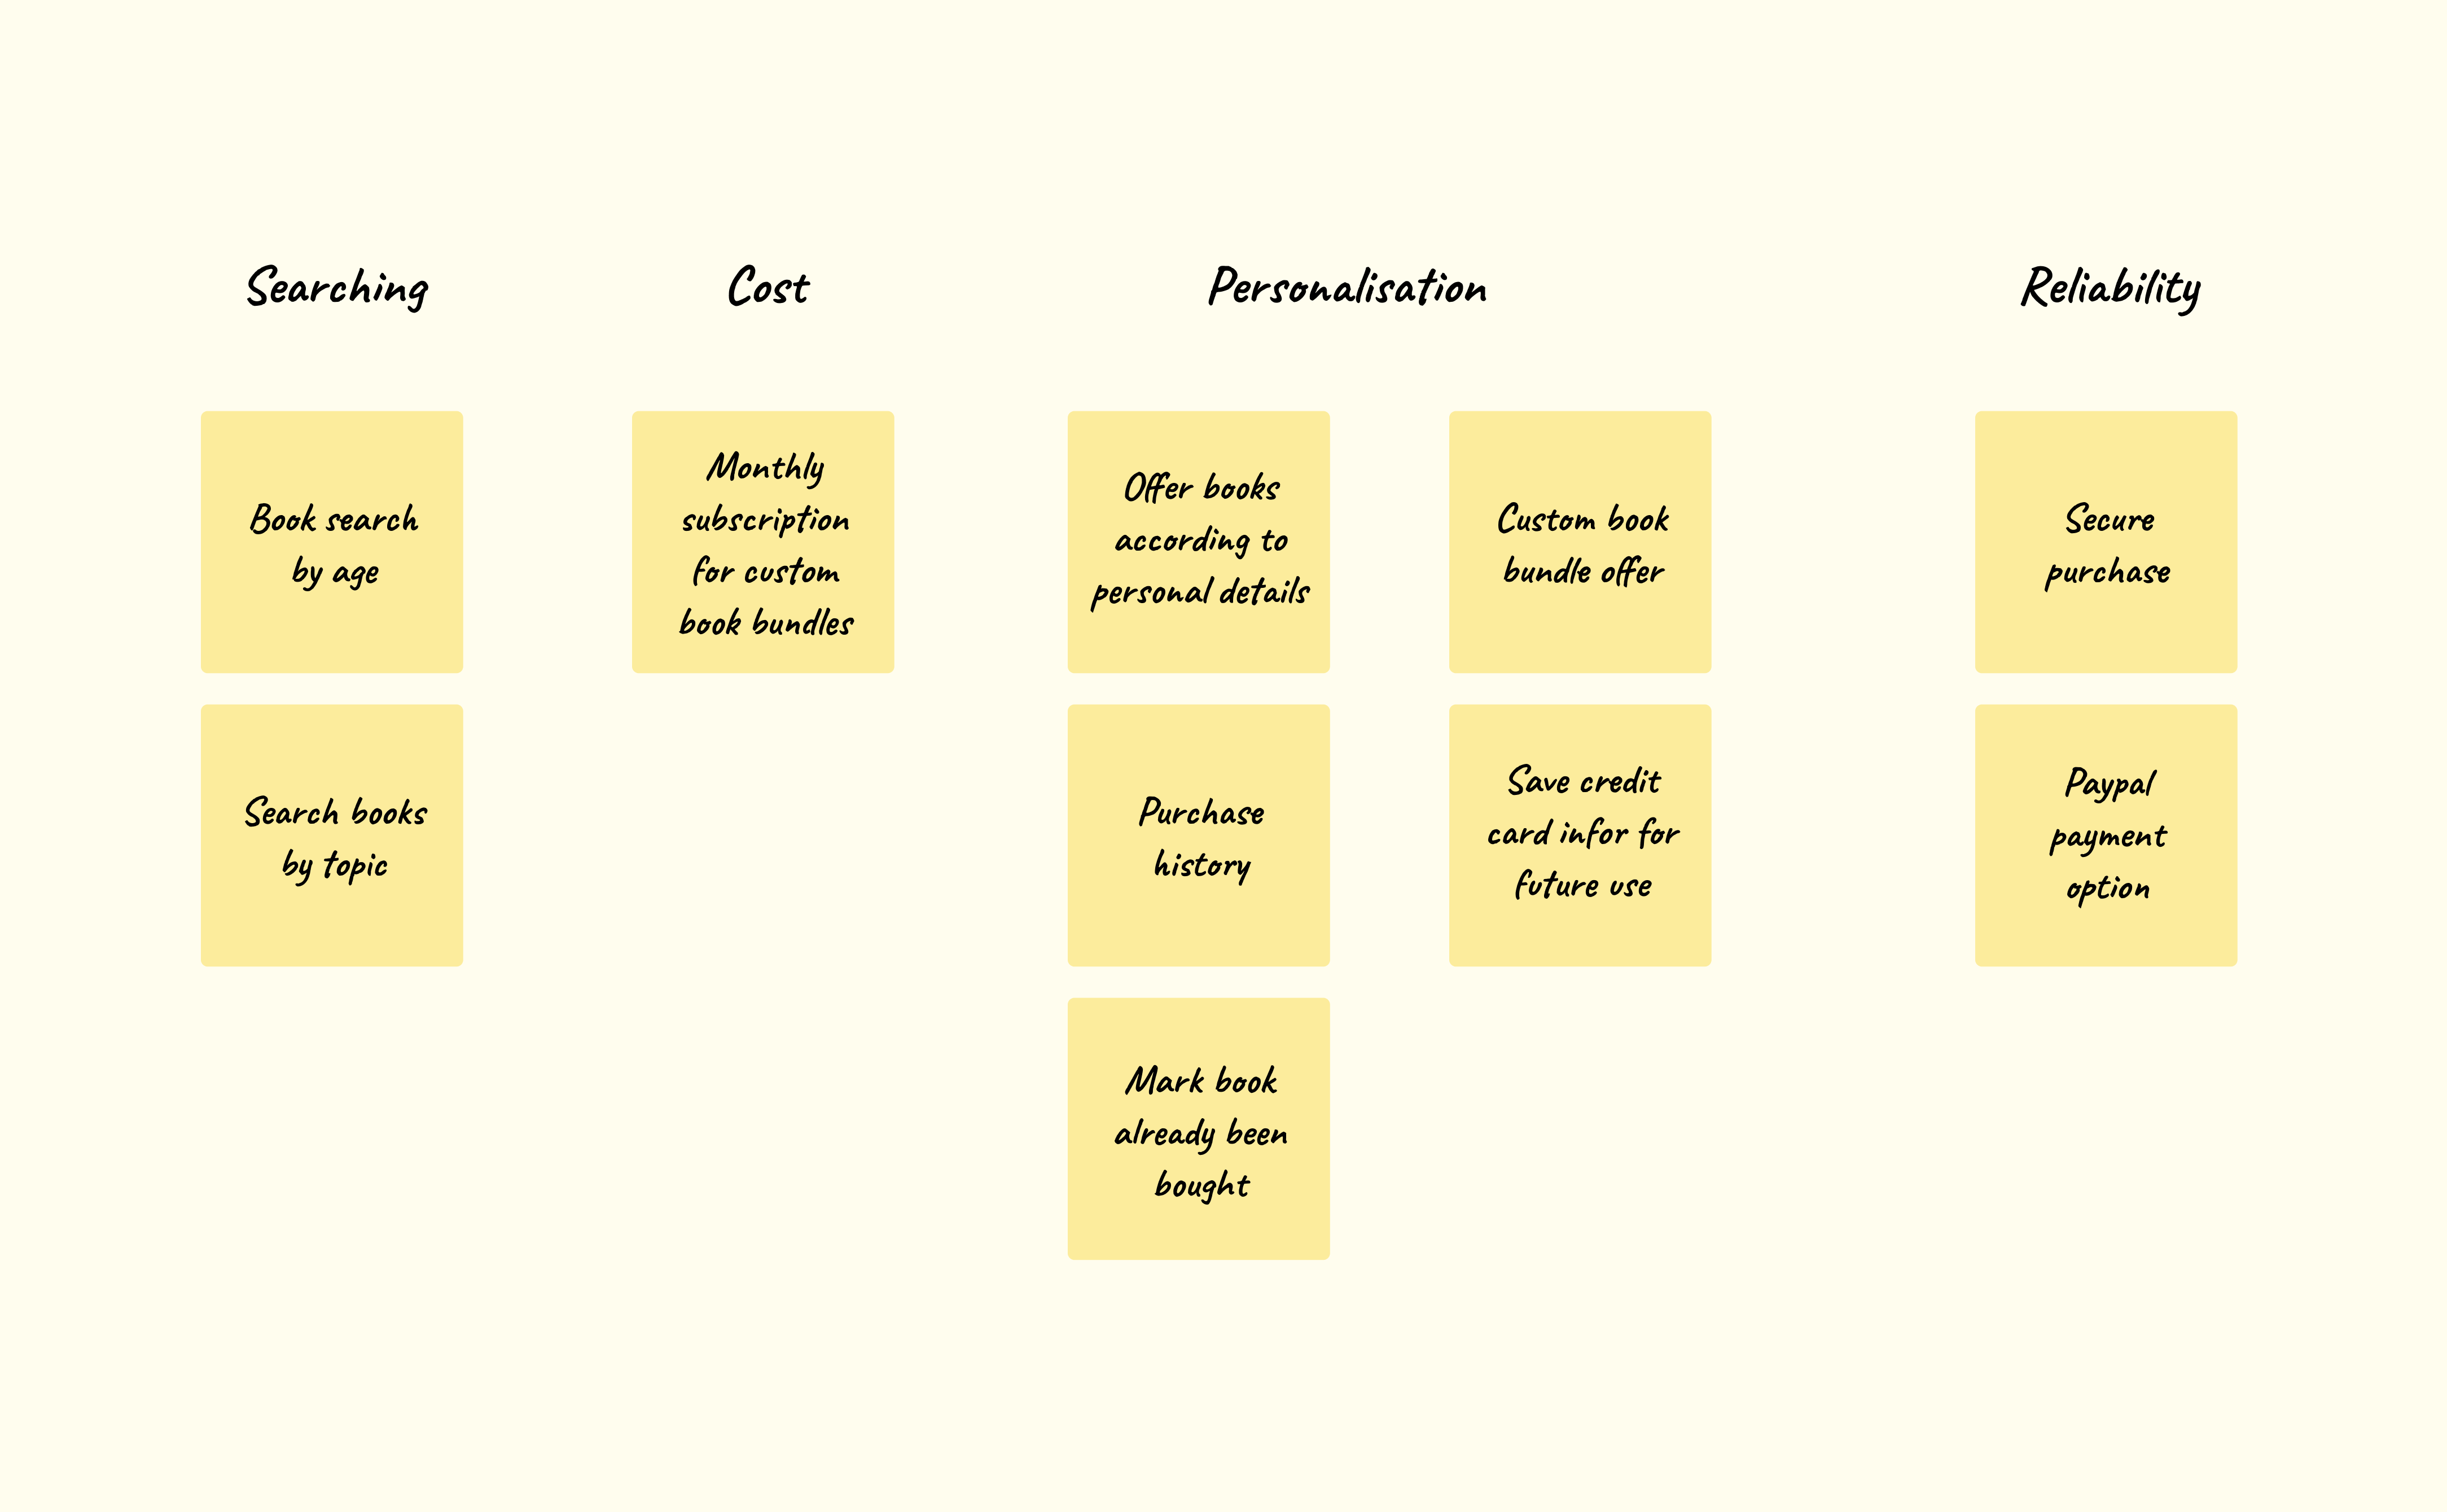 Searching
Cost
Personalisation
Reliability
Book search
by age
Monthly
subscription
for custom
book bundles
Offer books
according to
personal details
Custom book
bundle offer
Secure
purchase
Search books
by topic
Purchase
history
Save credit
card infor for
future use
Paypal
payment
option
Mark book
already been
bought